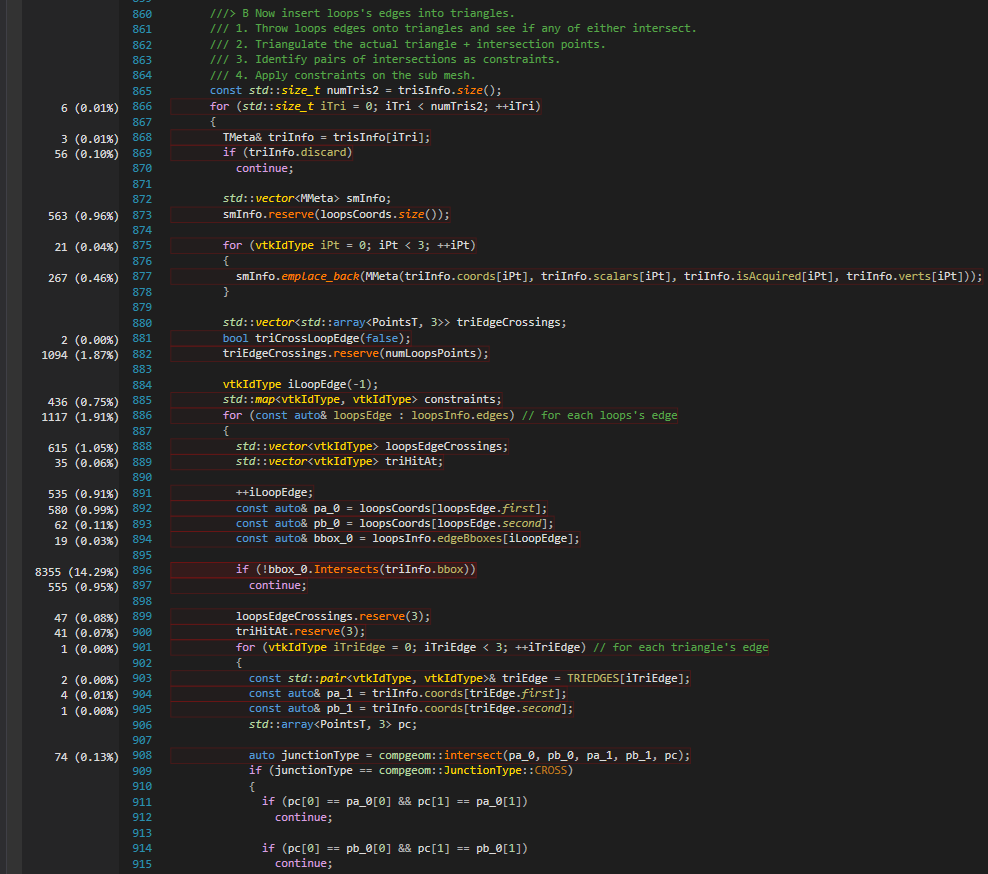 860 ///> B Now insert loops's edges into triangles.
861 /// 1. Throw loops edges onto triangles and see if any of either intersect.
862 /// 2. Triangulate the actual triangle + intersection points.
863 /// 3. Identify pairs of intersections as constraints.
864 /// 4. Apply constraints on the sub mesh.
865 const std::size_t numTris2 = trisInfo.size();
6 (0.01%) 866 for (std::size_t iTri = 0; iTri < numTris2; ++iTri)
867 {
3 (0.01%) 868 TMeta& triInfo = trisInfo[iTri];
56 (0.10%) 869 if (triInfo.discard)
870 continue;
871
872 std::vector<MMeta> smInfo;
563 (0.96%) 873 smInfo.reserve(loopsCoords.size());
874
21 (0.04%) 875 for (vtkIdType iPt = 0; iPt < 3; ++iPt)
876 {
267 (0.46%) 877 smInfo.emplace_back(MMeta(triInfo.coords[iPt], triInfo.scalars[iPt], triInfo.isAcquired[iPt], triInfo.verts[iPt]));
878 }
879
880 std::vector<std::array<PointsT, 3>> triEdgeCrossings;
2 (0.00%) 881 bool triCrossLoopEdge(false);
1094 (1.87%) 882 triEdgeCrossings.reserve(numLoopsPoints);
883
884 vtkIdType iLoopEdge(-1);
436 (0.75%) 885 std::map<vtkIdType, vtkIdType> constraints;
1117 (1.91%) 886 for (const auto& loopsEdge : loopsInfo.edges) // for each loops's edge
887 {
615 (1.05%) 888 std::vector<vtkIdType> loopsEdgeCrossings;
35 (0.06%) 889 std::vector<vtkIdType> triHitAt;
890
535 (0.91%) 891 ++iLoopEdge;
580 (0.99%) 892 const auto& pa_0 = loopsCoords[loopsEdge.first];
62 (0.11%) 893 const auto& pb_0 = loopsCoords[loopsEdge.second];
19 (0.03%) 894 const auto& bbox_0 = loopsInfo.edgeBboxes[iLoopEdge];
895
8355 (14.29%) 896 if (!bbox_0.Intersects(triInfo.bbox))
555 (0.95%) 897 continue;
898
47 (0.08%) 899 loopsEdgeCrossings.reserve(3);
41 (0.07%) 900 triHitAt.reserve(3);
1 (0.00%) 901 for (vtkIdType iTriEdge = 0; iTriEdge < 3; ++iTriEdge) // for each triangle's edge
902 {
2 (0.00%) 903 const std::pair<vtkIdType, vtkIdType>& triEdge = TRIEDGES[iTriEdge];
4 (0.01%) 904 const auto& pa_1 = triInfo.coords[triEdge.first];
1 (0.00%) 905 const auto& pb_1 = triInfo.coords[triEdge.second];
906 std::array<PointsT, 3> pc;
907
74 (0.13%) 908 auto junctionType = compgeom::intersect(pa_0, pb_0, pa_1, pb_1, pc);
909 if (junctionType == compgeom::JunctionType::CROSS)
910 {
911 if (pc[0] == pa_0[0] && pc[1] == pa_0[1])
912 continue;
913
914 if (pc[0] == pb_0[0] && pc[1] == pb_0[1])
915 continue;